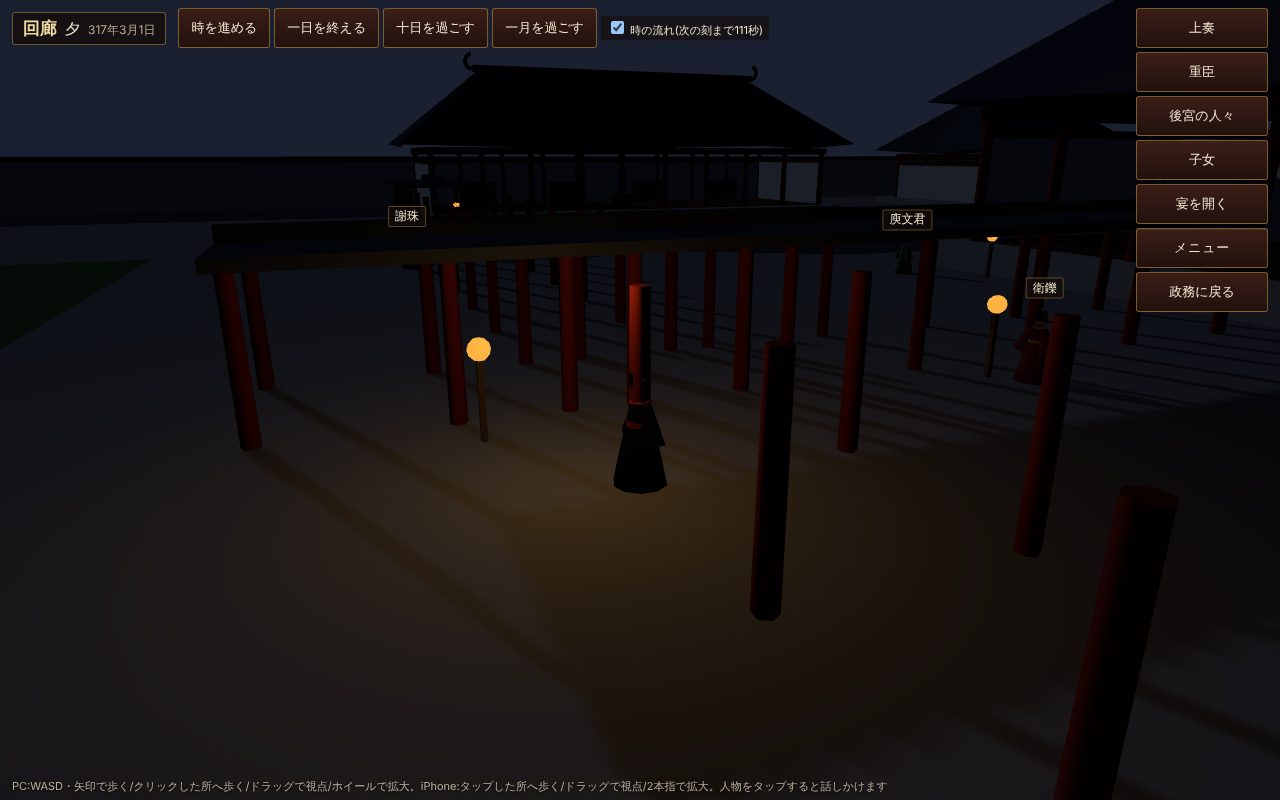 回廊 夕 317年3月1日
時を進める
一日を終える
十日を過ごす
一月を過ごす
時の流れ(次の刻まで111秒)
上奏
重臣
後宮の人々
子女
宴を開く
メニュー
政務に戻る
謝珠
庾文君
衛鑠
PC:WASD・矢印で歩く/クリックした所へ歩く/ドラッグで視点/ホイールで拡大。iPhone:タップした所へ歩く/ドラッグで視点/2本指で拡大。人物をタップすると話しかけます